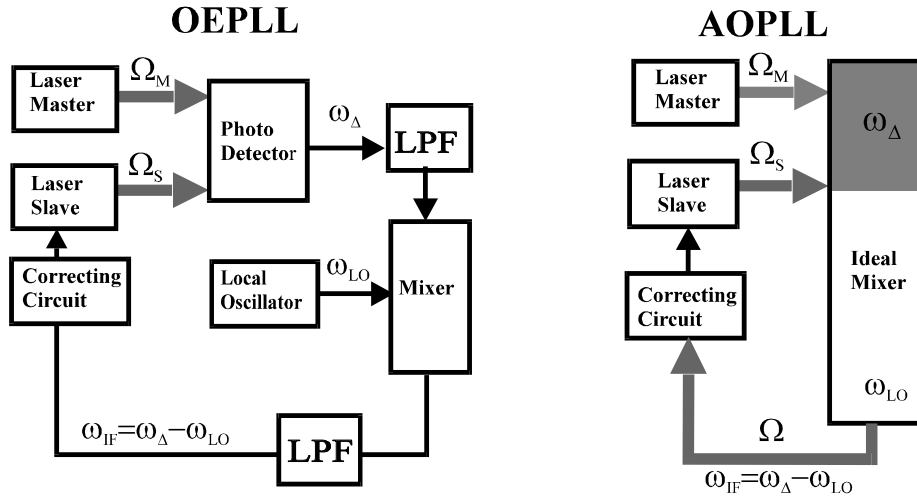 OEPLL
Laser
Master
Ω_M
Photo
Detector
ω_Δ
LPF
Laser
Slave
Ω_S
Correcting
Circuit
Local
Oscillator
ω_LO
Mixer
ω_IF=ω_Δ−ω_LO
LPF
AOPLL
Laser
Master
Ω_M
ω_Δ
Laser
Slave
Ω_S
Ideal
Mixer
Correcting
Circuit
ω_LO
Ω
ω_IF=ω_Δ−ω_LO